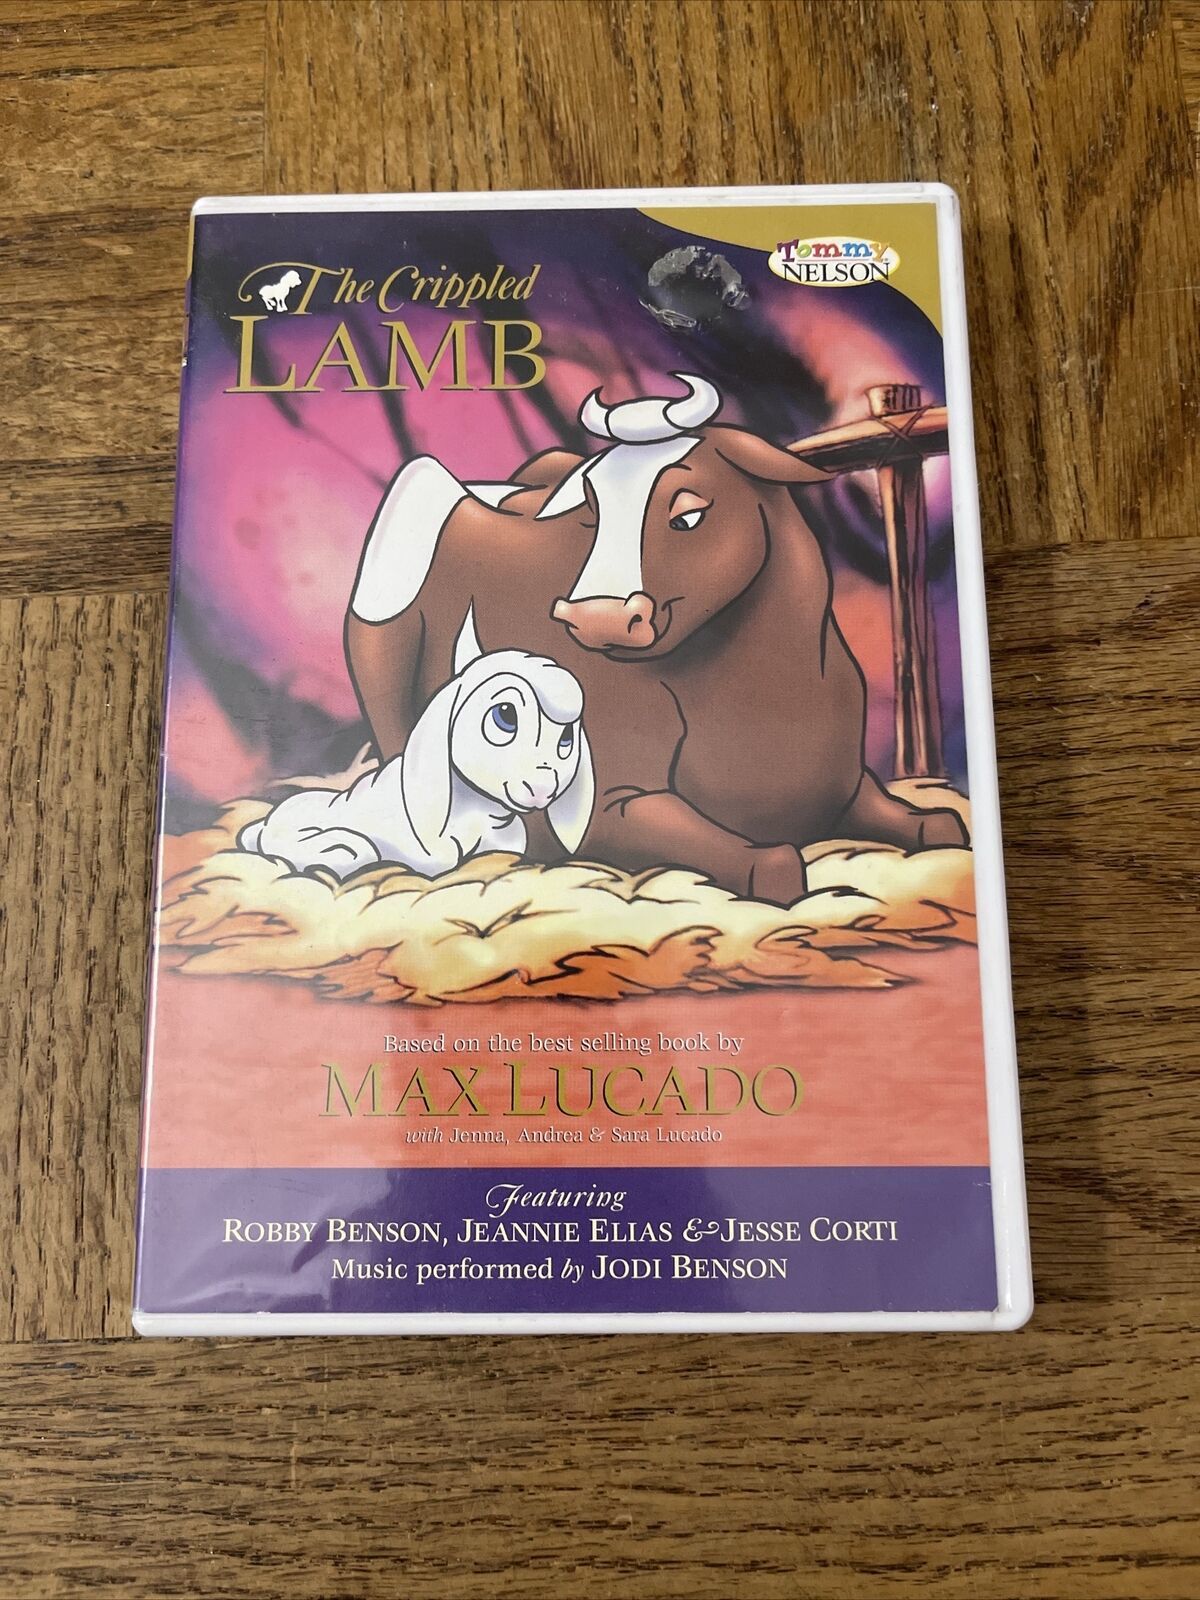 Tommy
NELSON
The Crippled
LAMB
Based on the best selling book by
MAX LUCADO
with Jenna, Andrea & Sara Lucado
Featuring
ROBBY BENSON, JEANNIE ELIAS & JESSE CORTI
Music performed by JODI BENSON